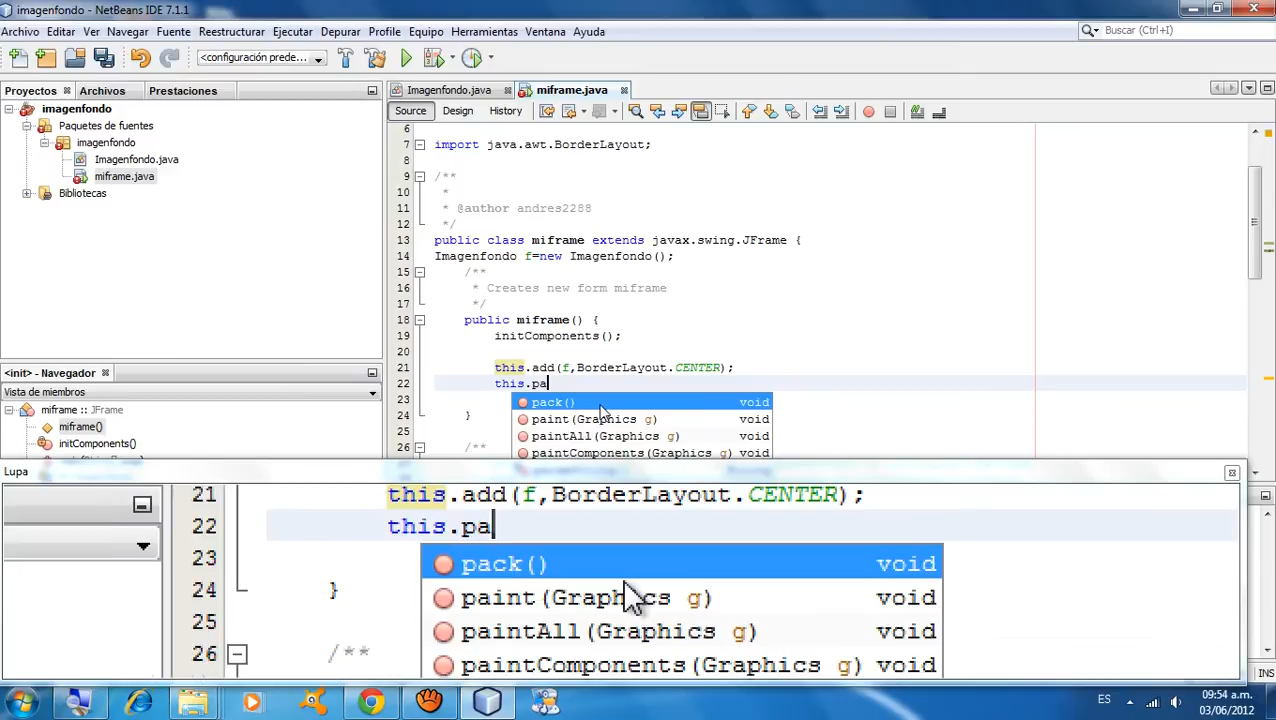 imagenfondo - NetBeans IDE 7.1.1
Archivo Editar Ver Navegar Fuente Reestructurar Ejecutar Depurar Profile Equipo Herramientas Ventana Ayuda
Buscar (Ctrl+I)
<configuración prede...
Proyectos Archivos Prestaciones
Imagenfondo.java miframe.java
imagenfondo
Paquetes de fuentes
imagenfondo
Imagenfondo.java
miframe.java
Bibliotecas
Source Design History
6
7 import java.awt.BorderLayout;
8
9 /**
10 *
11 * @author andres2288
12 */
13 public class miframe extends javax.swing.JFrame {
14 Imagenfondo f=new Imagenfondo();
15 /**
16 * Creates new form miframe
17 */
18 public miframe() {
19 initComponents();
20
21 this.add(f,BorderLayout.CENTER);
22 this.pa
23
24 }
25
26 /**
pack() void
paint(Graphics g) void
paintAll(Graphics g) void
paintComponents(Graphics g) void
<init> - Navegador
Vista de miembros
miframe :: JFrame
miframe()
initComponents()
Lupa
21 this.add(f,BorderLayout.CENTER);
22 this.pa
23
24 }
25
26 /**
pack() void
paint(Graphics g) void
paintAll(Graphics g) void
paintComponents(Graphics g) void
INS
ES
09:54 a.m.
03/06/2012